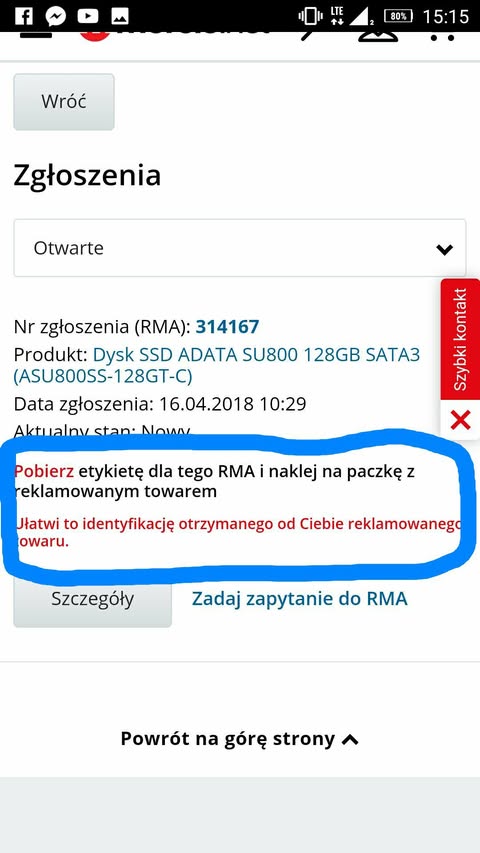 LTE
80%
15:15
Wróć
Zgłoszenia
Otwarte
Szybki kontakt
Nr zgłoszenia (RMA): 314167
Produkt: Dysk SSD ADATA SU800 128GB SATA3
(ASU800SS-128GT-C)
Data zgłoszenia: 16.04.2018 10:29
Aktualny stan: Nowy
Pobierz etykietę dla tego RMA i naklej na paczkę z
reklamowanym towarem
Ułatwi to identyfikację otrzymanego od Ciebie reklamowanego
towaru.
Szczegóły
Zadaj zapytanie do RMA
Powrót na górę strony